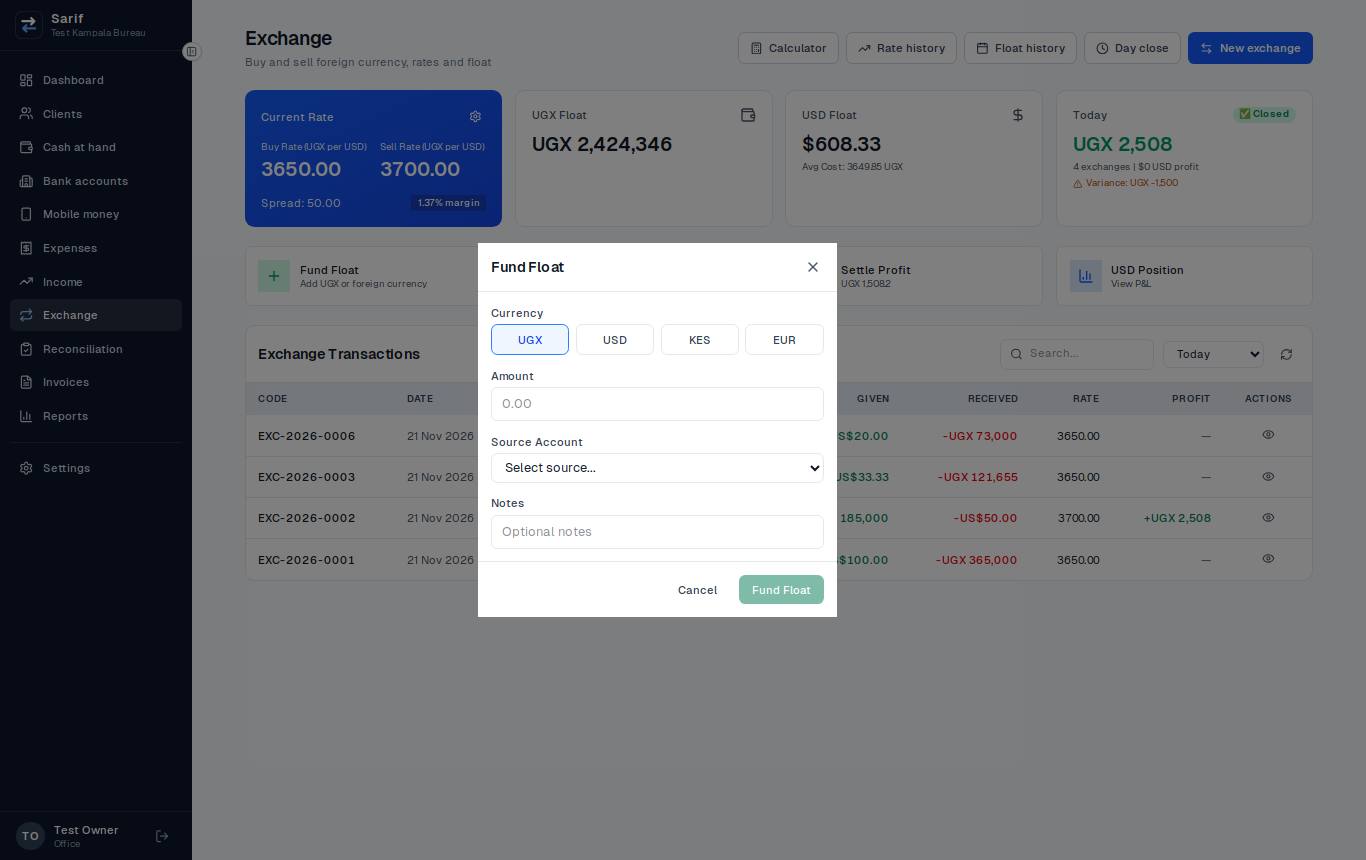 Sarif
Test Kampala Bureau
Dashboard
Clients
Cash at hand
Bank accounts
Mobile money
Expenses
Income
Exchange
Reconciliation
Invoices
Reports
Settings
TO
Test Owner
Office
Exchange
Buy and sell foreign currency, rates and float
Calculator
Rate history
Float history
Day close
New exchange
Current Rate
Buy Rate (UGX per USD) Sell Rate (UGX per USD)
3650.00 3700.00
Spread: 50.00 1.37% margin
UGX Float
UGX 2,424,346
USD Float
$608.33
Avg Cost: 3649.85 UGX
Today
Closed
UGX 2,508
4 exchanges | $0 USD profit
Variance: UGX -1,500
Fund Float
Add UGX or foreign currency
Settle Profit
UGX 1,508.2
USD Position
View P&L
Exchange Transactions
Search...
Today
CODE DATE GIVEN RECEIVED RATE PROFIT ACTIONS
EXC-2026-0006 21 Nov 2026 S$20.00 -UGX 73,000 3650.00 —
EXC-2026-0003 21 Nov 2026 US$33.33 -UGX 121,655 3650.00 —
EXC-2026-0002 21 Nov 2026 185,000 -US$50.00 3700.00 +UGX 2,508
EXC-2026-0001 21 Nov 2026 $100.00 -UGX 365,000 3650.00 —
Fund Float
Currency
UGX USD KES EUR
Amount
0.00
Source Account
Select source...
Notes
Optional notes
Cancel
Fund Float